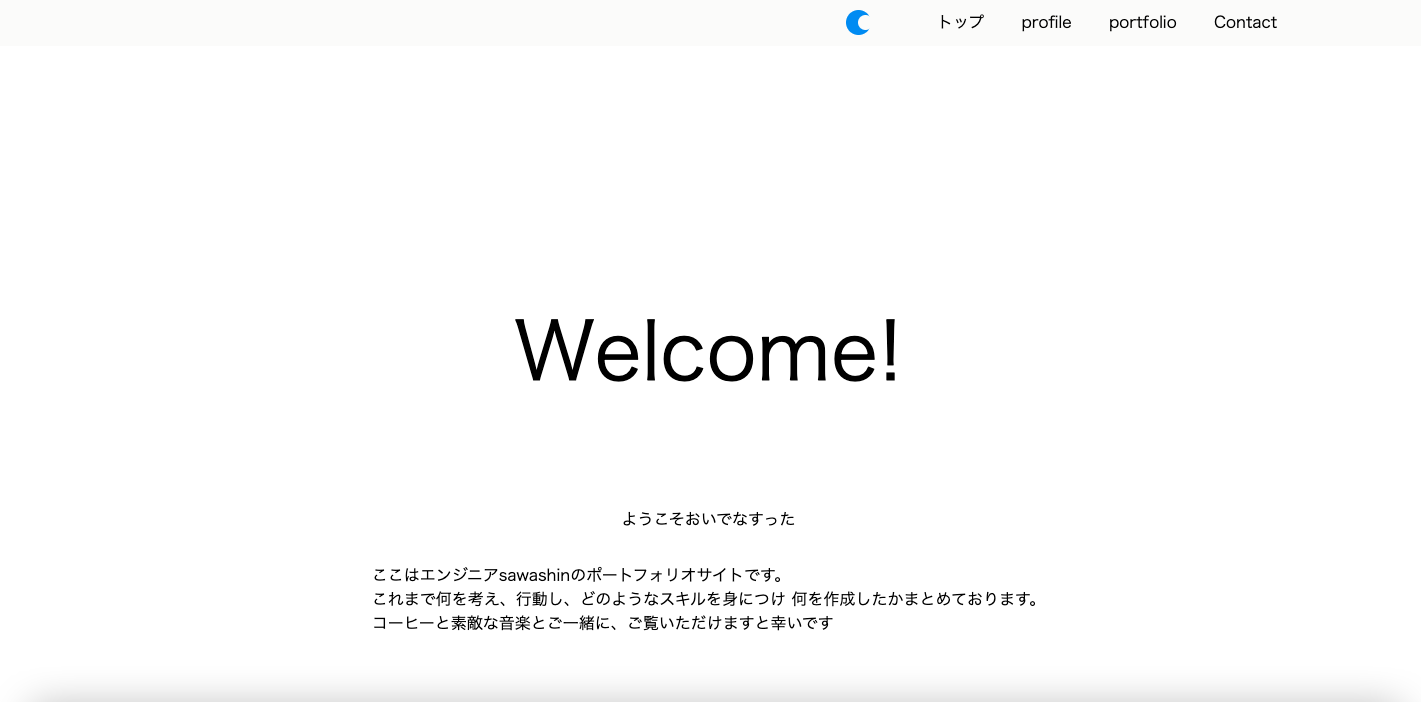 トップ profile portfolio Contact
Welcome!
ようこそおいでなすった
ここはエンジニアsawashinのポートフォリオサイトです。
これまで何を考え、行動し、どのようなスキルを身につけ 何を作成したかまとめております。
コーヒーと素敵な音楽とご一緒に、ご覧いただけますと幸いです